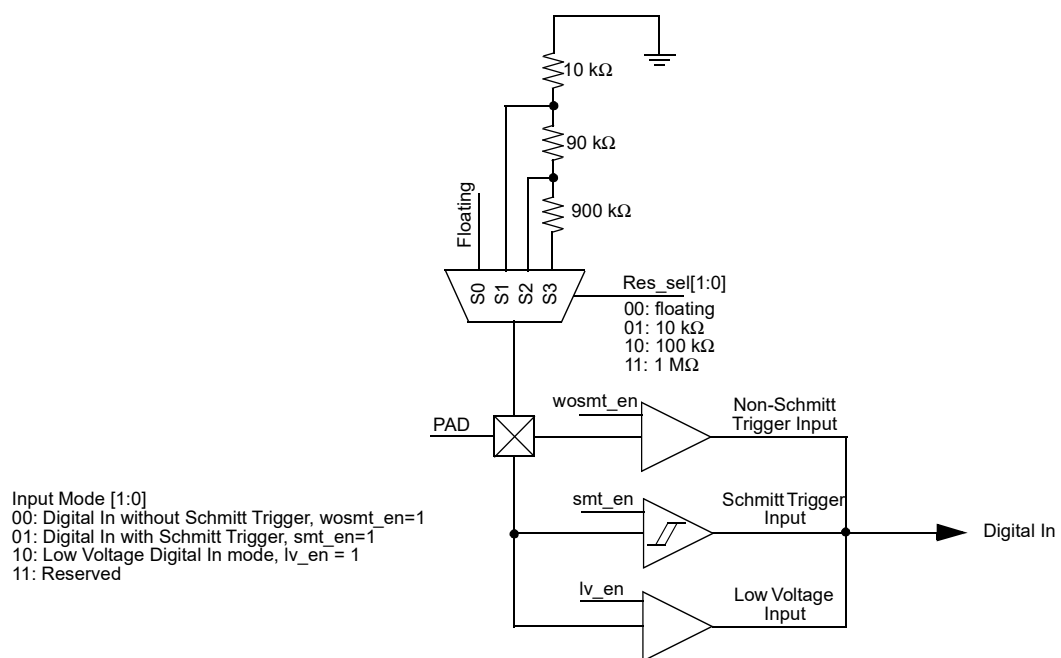 10 kΩ
90 kΩ
900 kΩ
Floating
S0
S1
S2
S3
Res_sel[1:0]
00: floating
01: 10 kΩ
10: 100 kΩ
11: 1 MΩ
PAD
wosmt_en
Non-Schmitt
Trigger Input
smt_en
Schmitt Trigger
Input
Digital In
lv_en
Low Voltage
Input
Input Mode [1:0]
00: Digital In without Schmitt Trigger, wosmt_en=1
01: Digital In with Schmitt Trigger, smt_en=1
10: Low Voltage Digital In mode, lv_en = 1
11: Reserved